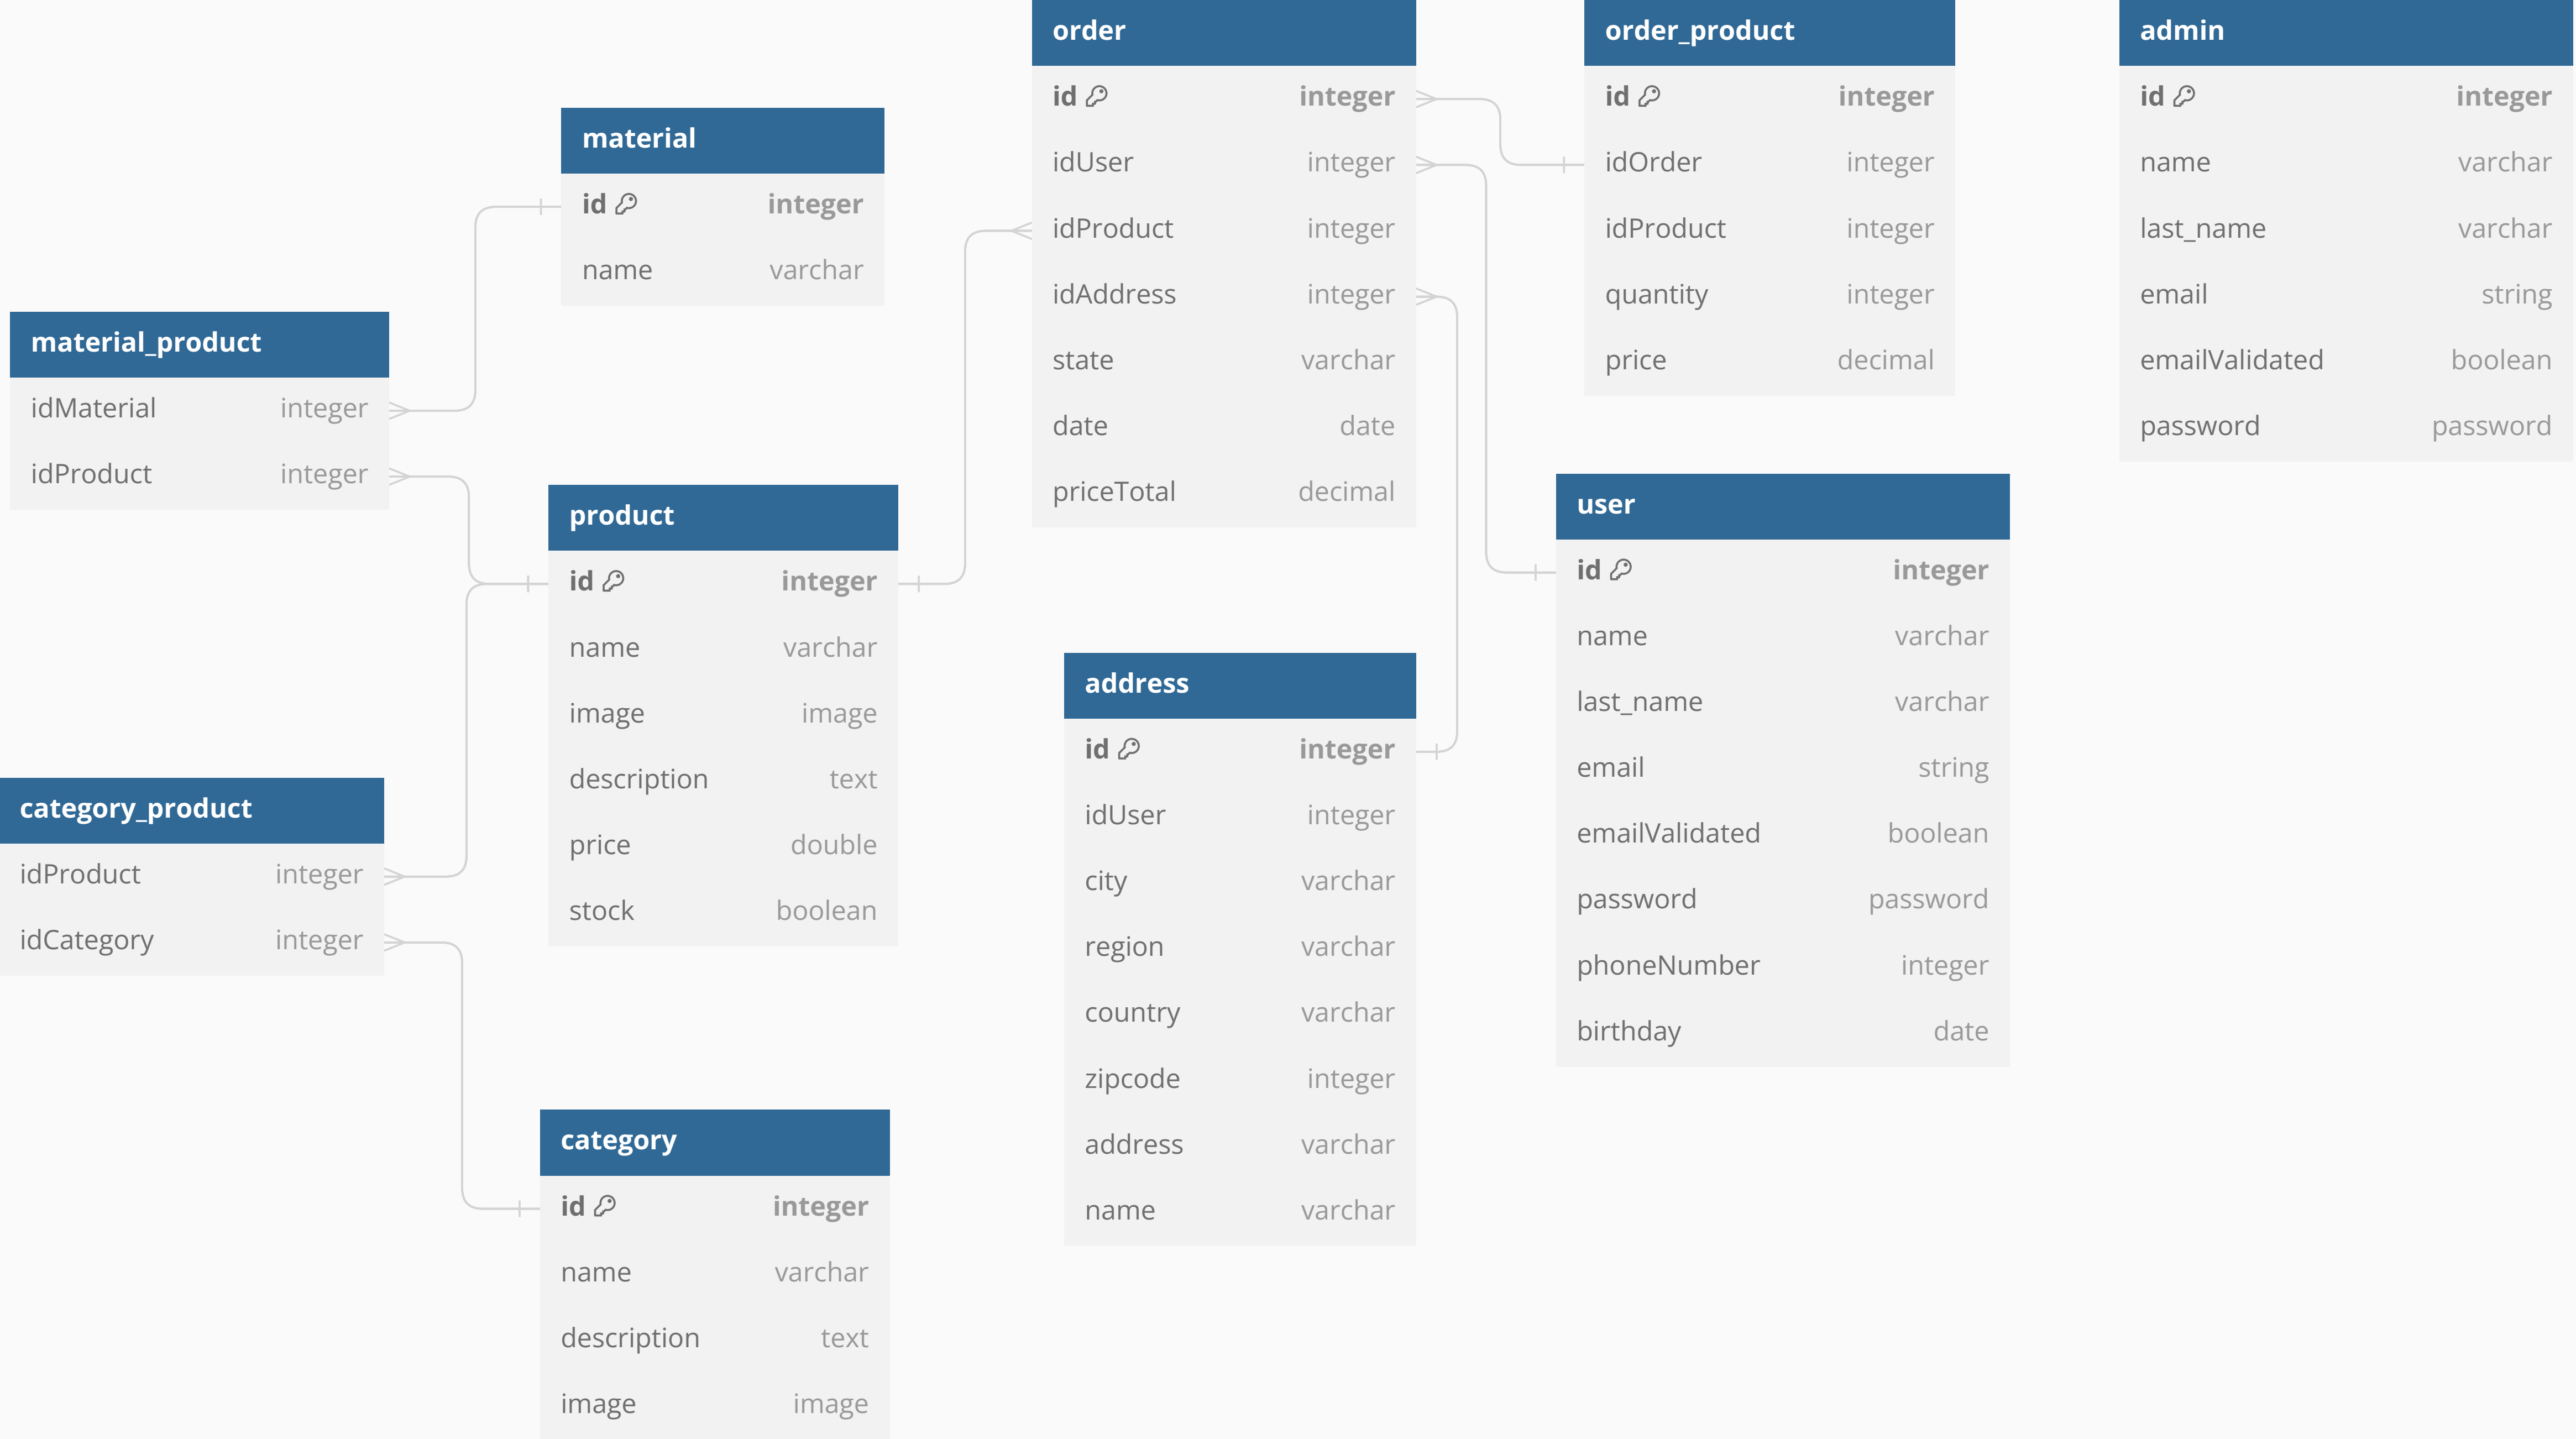 order
id integer
idUser integer
idProduct integer
idAddress integer
state varchar
date date
priceTotal decimal
order_product
id integer
idOrder integer
idProduct integer
quantity integer
price decimal
admin
id integer
name varchar
last_name varchar
email string
emailValidated boolean
password password
material
id integer
name varchar
material_product
idMaterial integer
idProduct integer
product
id integer
name varchar
image image
description text
price double
stock boolean
user
id integer
name varchar
last_name varchar
email string
emailValidated boolean
password password
phoneNumber integer
birthday date
address
id integer
idUser integer
city varchar
region varchar
country varchar
zipcode integer
address varchar
name varchar
category_product
idProduct integer
idCategory integer
category
id integer
name varchar
description text
image image